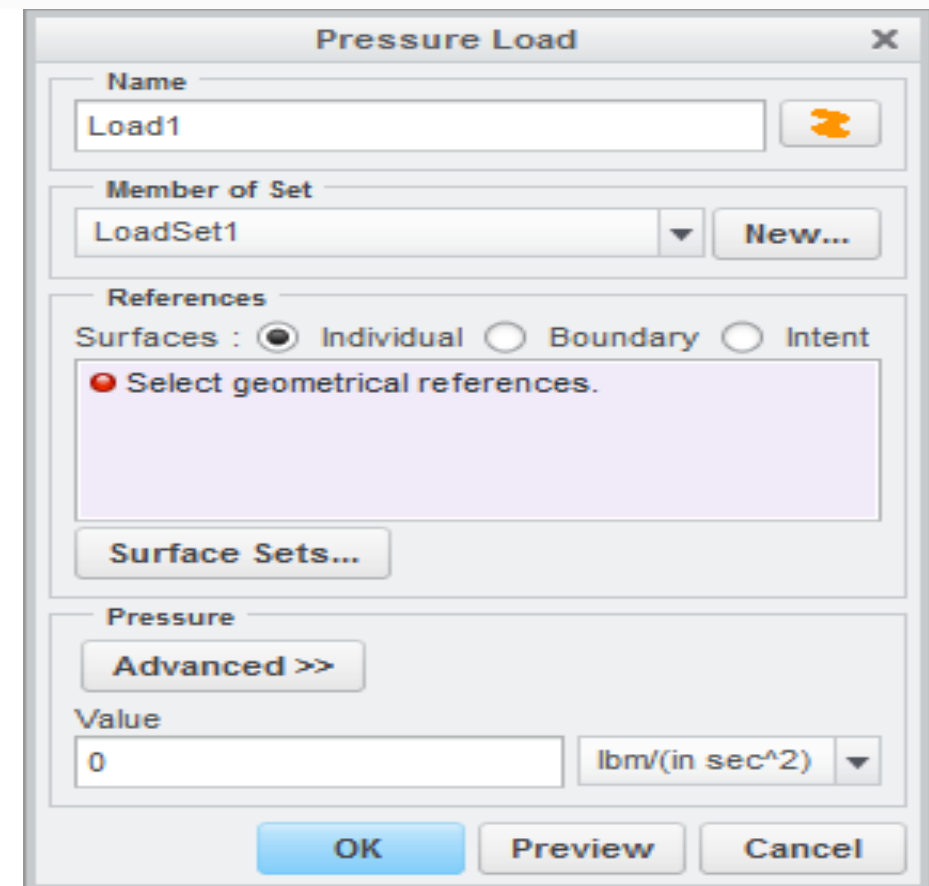 Pressure Load
Name
Load1
Member of Set
LoadSet1
New...
References
Surfaces : Individual Boundary Intent
Select geometrical references.
Surface Sets...
Pressure
Advanced >>
Value
0 lbm/(in sec^2)
OK Preview Cancel